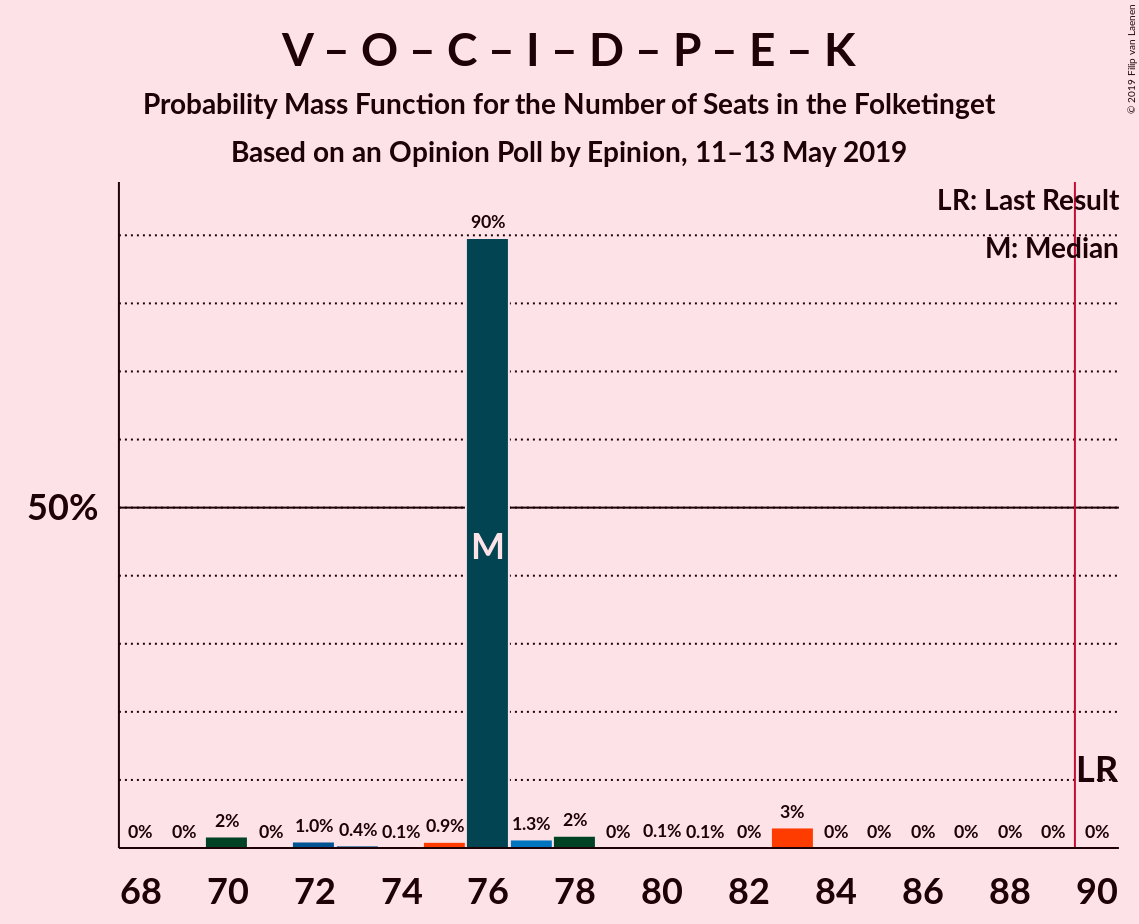 V – O – C – I – D – P – E – K
Probability Mass Function for the Number of Seats in the Folketinget
Based on an Opinion Poll by Epinion, 11–13 May 2019
© 2019 Filip van Laenen
LR: Last Result
M: Median
90%
50%
M
LR
0% 0% 2% 0% 1.0% 0.4% 0.1% 0.9% 1.3% 2% 0% 0.1% 0.1% 0% 3% 0% 0% 0% 0% 0% 0% 0%
68 70 72 74 76 78 80 82 84 86 88 90